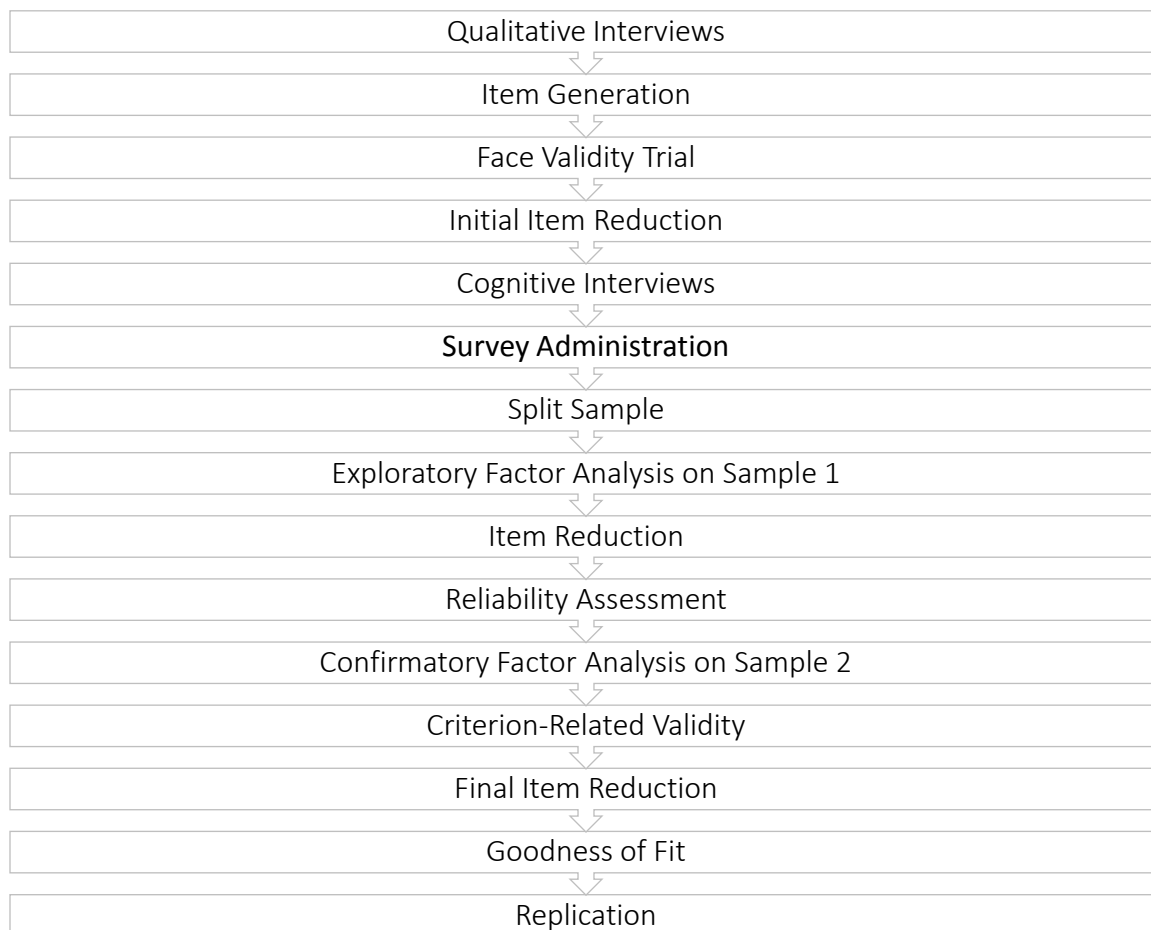 Qualitative Interviews
Item Generation
Face Validity Trial
Initial Item Reduction
Cognitive Interviews
Survey Administration
Split Sample
Exploratory Factor Analysis on Sample 1
Item Reduction
Reliability Assessment
Confirmatory Factor Analysis on Sample 2
Criterion-Related Validity
Final Item Reduction
Goodness of Fit
Replication